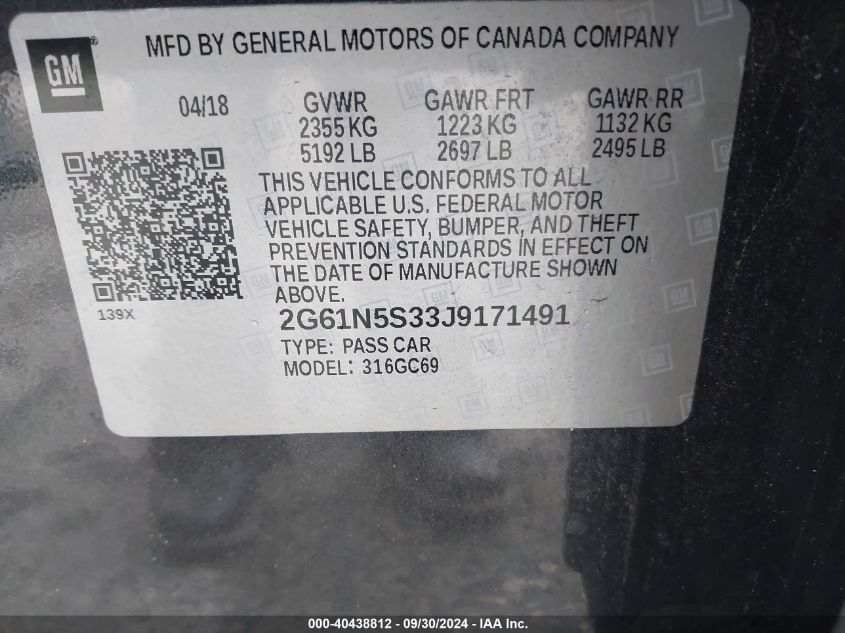 MFD BY GENERAL MOTORS OF CANADA COMPANY
GM®
04/18 GVWR GAWR FRT GAWR RR
2355 KG 1223 KG 1132 KG
5192 LB 2697 LB 2495 LB
THIS VEHICLE CONFORMS TO ALL
APPLICABLE U.S. FEDERAL MOTOR
VEHICLE SAFETY, BUMPER, AND THEFT
PREVENTION STANDARDS IN EFFECT ON
THE DATE OF MANUFACTURE SHOWN
ABOVE.
139X
2G61N5S33J9171491
TYPE: PASS CAR
MODEL: 316GC69
000-40438812 - 09/30/2024 - IAA Inc.